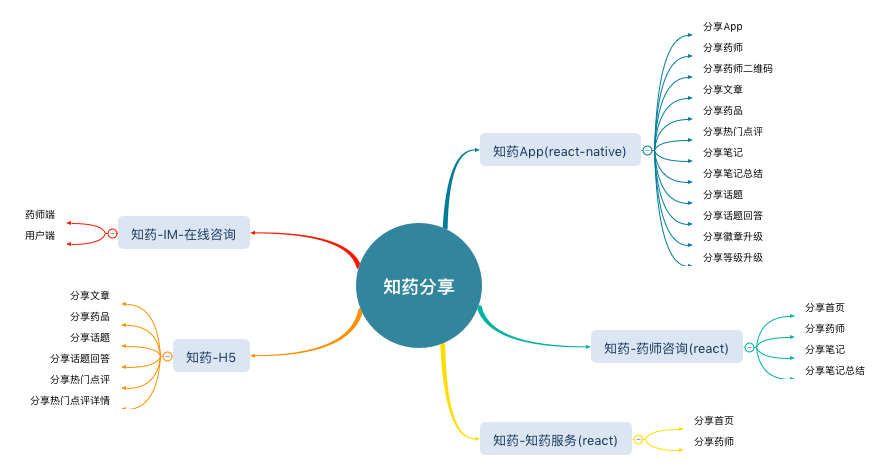 知药分享
知药App(react-native)
分享App
分享药师
分享药师二维码
分享文章
分享药品
分享热门点评
分享笔记
分享笔记总结
分享话题
分享话题回答
分享徽章升级
分享等级升级
知药-药师咨询(react)
分享首页
分享药师
分享笔记
分享笔记总结
知药-知药服务(react)
分享首页
分享药师
知药-IM-在线咨询
药师端
用户端
知药-H5
分享文章
分享药品
分享话题
分享话题回答
分享热门点评
分享热门点评详情